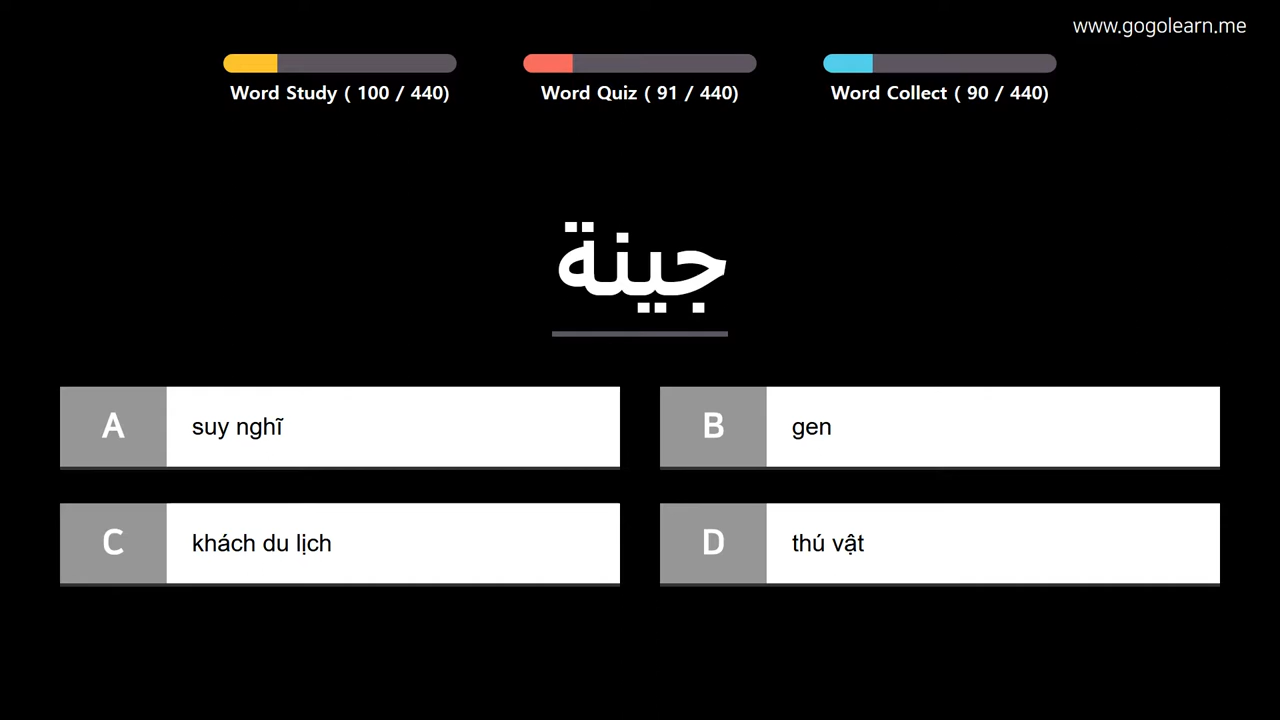 www.gogolearn.me
Word Study ( 100 / 440)
Word Quiz ( 91 / 440)
Word Collect ( 90 / 440)
جينة
A suy nghĩ
B gen
C khách du lịch
D thú vật